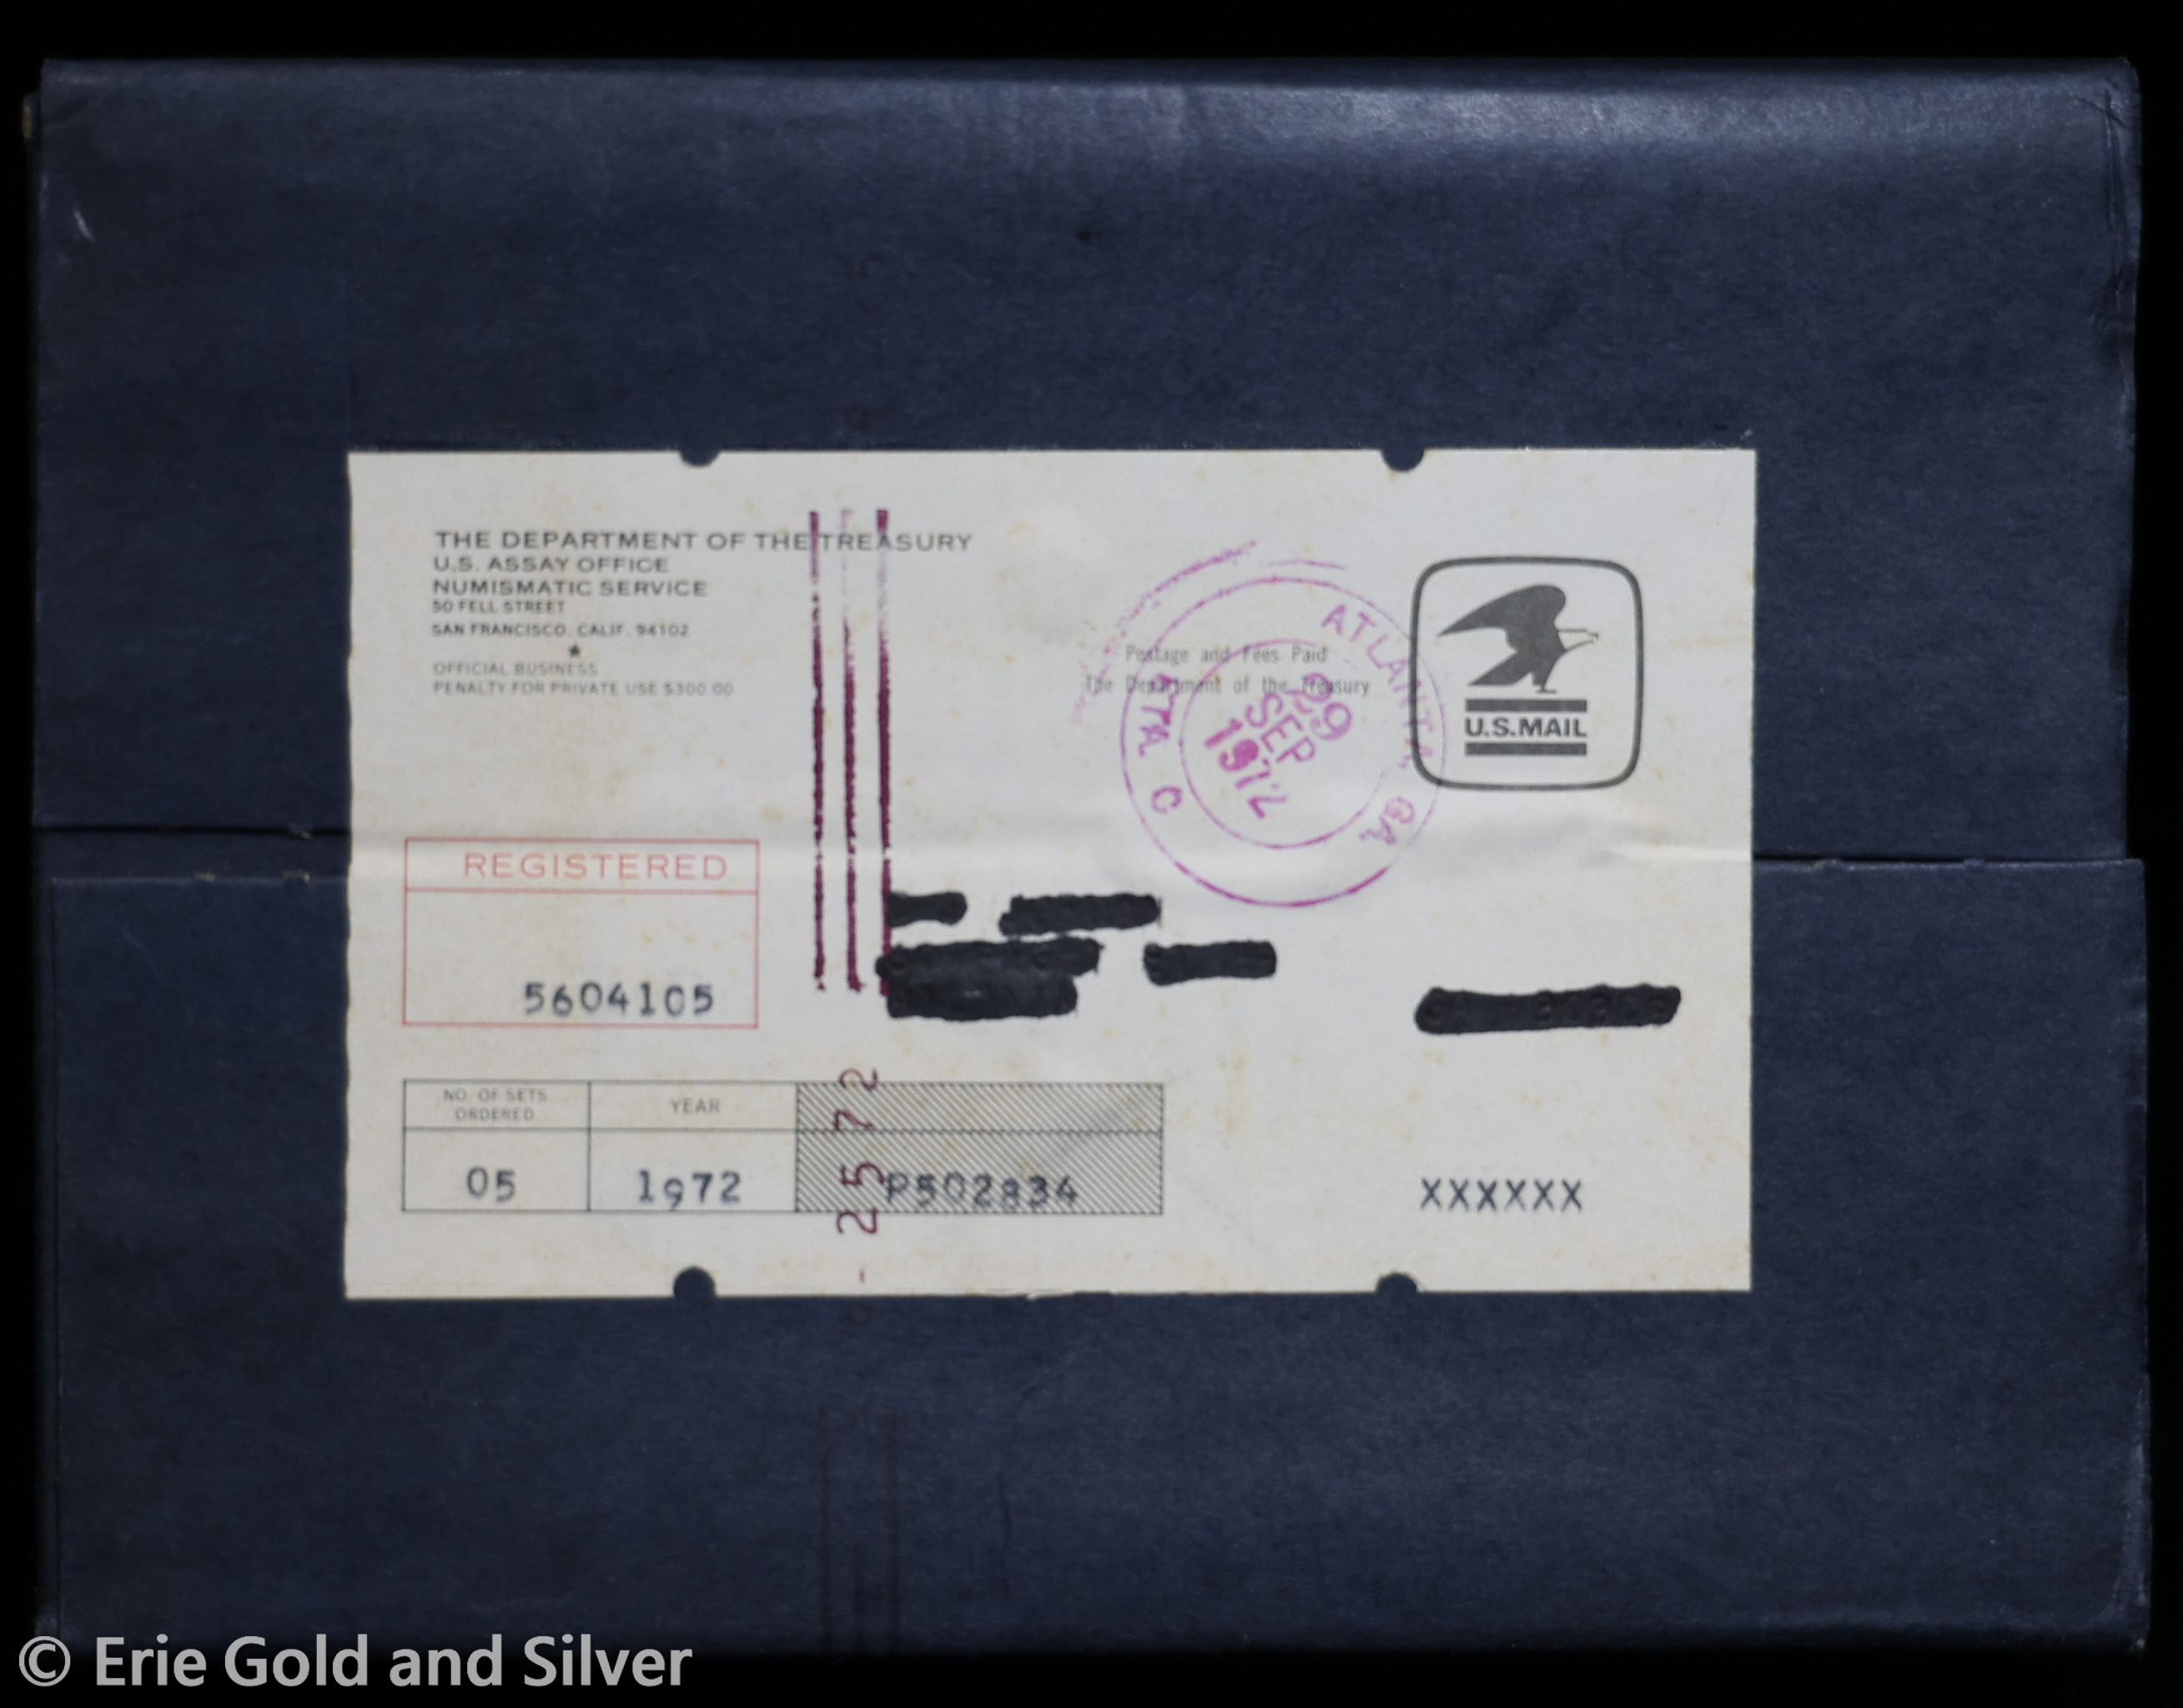 THE DEPARTMENT OF THE TREASURY
U.S. ASSAY OFFICE
NUMISMATIC SERVICE
50 FELL STREET
SAN FRANCISCO, CALIF. 94102
★
OFFICIAL BUSINESS
PENALTY FOR PRIVATE USE $300.00
Postage and Fees Paid
The Department of the Treasury
ATLANTA, GA.
29
SEP
1972
U.S.MAIL
REGISTERED
5604105
NO. OF SETS
ORDERED
YEAR
05
1972
P502834
2572
XXXXXX
© Erie Gold and Silver